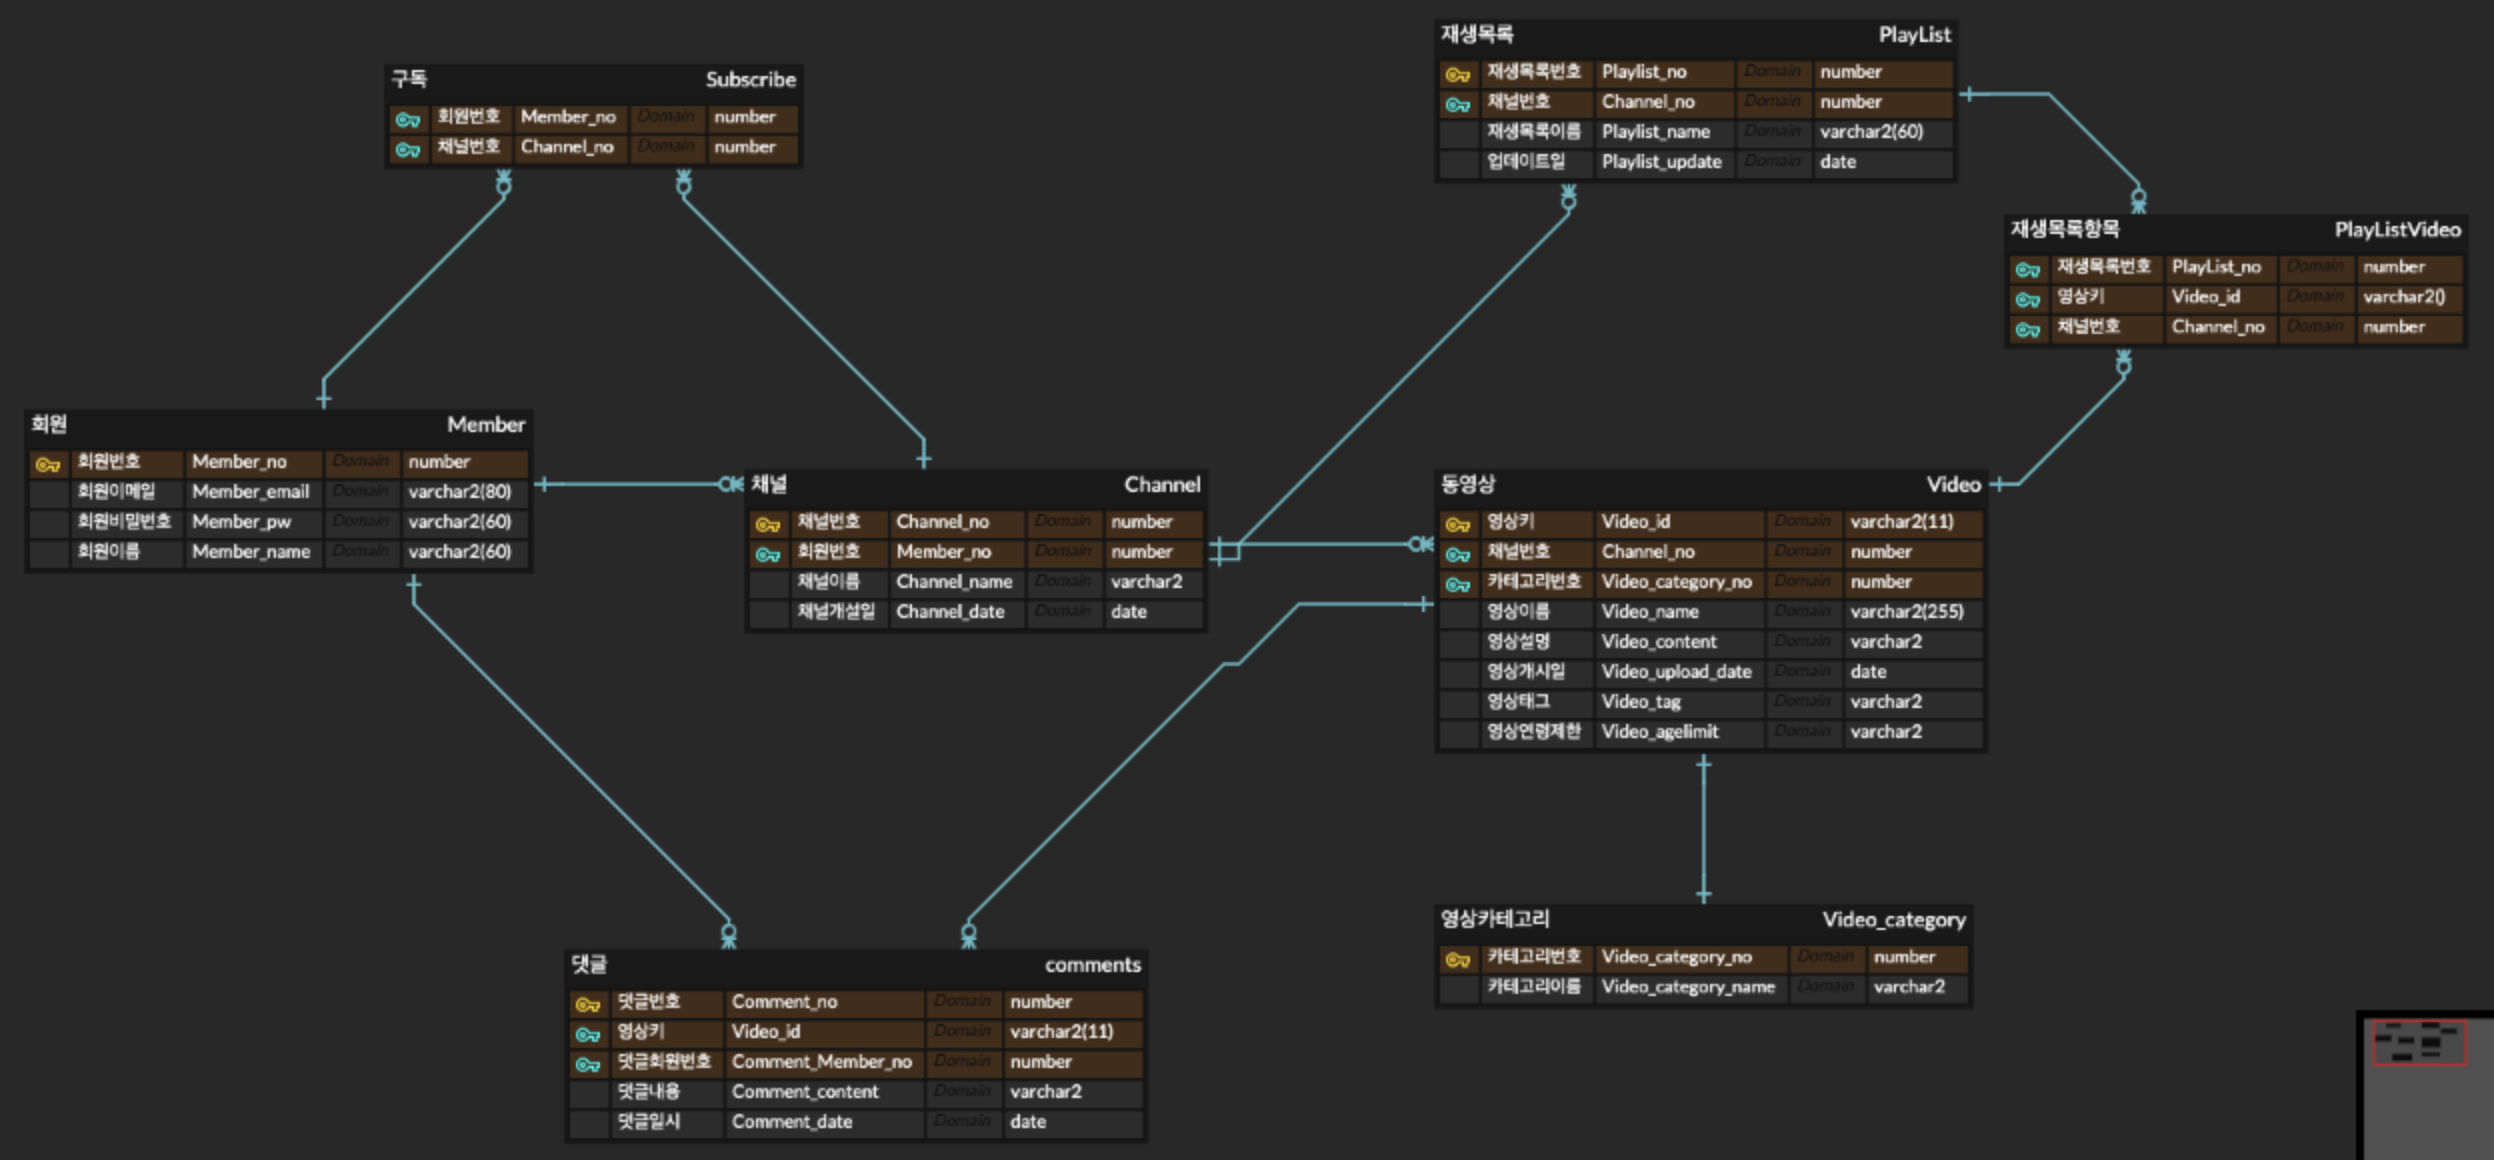 구독 Subscribe
회원번호 Member_no Domain number
채널번호 Channel_no Domain number
재생목록 PlayList
재생목록번호 Playlist_no Domain number
채널번호 Channel_no Domain number
재생목록이름 Playlist_name Domain varchar2(60)
업데이트일 Playlist_update Domain date
재생목록항목 PlayListVideo
재생목록번호 PlayList_no Domain number
영상키 Video_id Domain varchar2()
채널번호 Channel_no Domain number
회원 Member
회원번호 Member_no Domain number
회원이메일 Member_email Domain varchar2(80)
회원비밀번호 Member_pw Domain varchar2(60)
회원이름 Member_name Domain varchar2(60)
채널 Channel
채널번호 Channel_no Domain number
회원번호 Member_no Domain number
채널이름 Channel_name Domain varchar2
채널개설일 Channel_date Domain date
동영상 Video
영상키 Video_id Domain varchar2(11)
채널번호 Channel_no Domain number
카테고리번호 Video_category_no Domain number
영상이름 Video_name Domain varchar2(255)
영상설명 Video_content Domain varchar2
영상개시일 Video_upload_date Domain date
영상태그 Video_tag Domain varchar2
영상연령제한 Video_agelimit Domain varchar2
영상카테고리 Video_category
카테고리번호 Video_category_no Domain number
카테고리이름 Video_category_name Domain varchar2
댓글 comments
댓글번호 Comment_no Domain number
영상키 Video_id Domain varchar2(11)
댓글회원번호 Comment_Member_no Domain number
댓글내용 Comment_content Domain varchar2
댓글일시 Comment_date Domain date